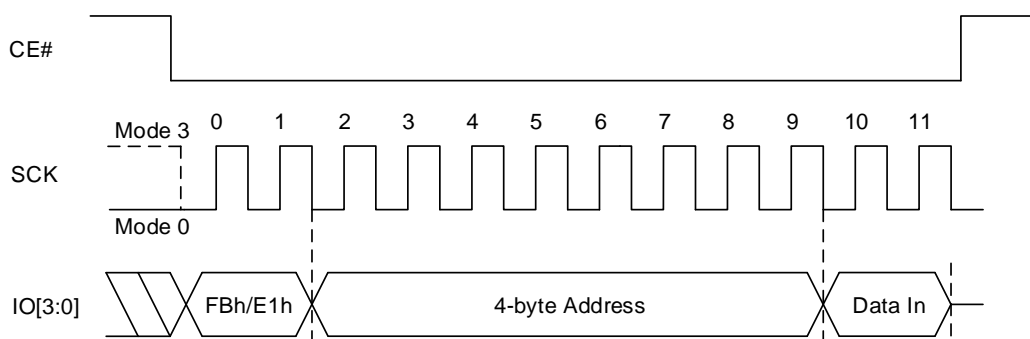 CE#
Mode 3 0 1 2 3 4 5 6 7 8 9 10 11
SCK
Mode 0
IO[3:0] FBh/E1h 4-byte Address Data In